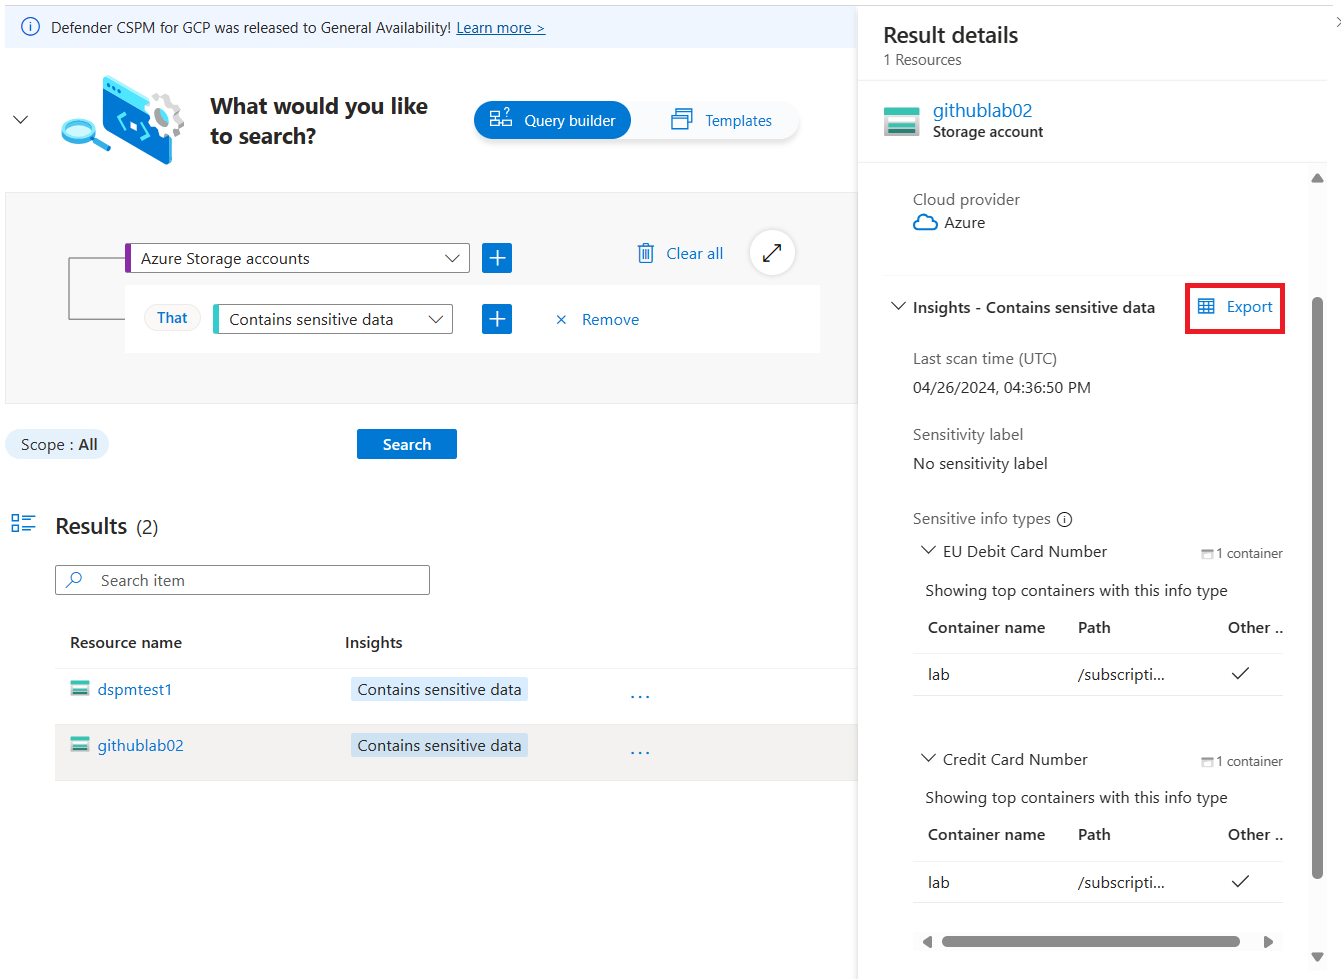 Defender CSPM for GCP was released to General Availability! Learn more >
What would you like
to search?
Query builder
Templates
Azure Storage accounts
Clear all
That
Contains sensitive data
Remove
Scope : All
Search
Results (2)
Search item
Resource name Insights
dspmtest1 Contains sensitive data ...
githublab02 Contains sensitive data ...
Result details
1 Resources
githublab02
Storage account
Cloud provider
Azure
Insights - Contains sensitive data
Export
Last scan time (UTC)
04/26/2024, 04:36:50 PM
Sensitivity label
No sensitivity label
Sensitive info types
EU Debit Card Number 1 container
Showing top containers with this info type
Container name Path Other ..
lab /subscripti...
Credit Card Number 1 container
Showing top containers with this info type
Container name Path Other ..
lab /subscripti...